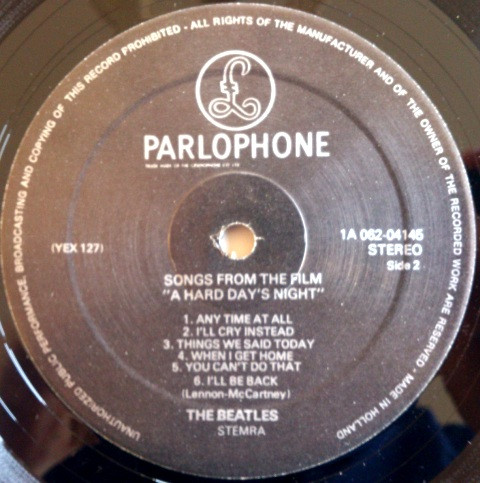 UNAUTHORIZED PUBLIC PERFORMANCE, BROADCASTING AND COPYING OF THIS RECORD PROHIBITED - ALL RIGHTS OF THE MANUFACTURER AND OF THE OWNER OF THE RECORDED WORK ARE RESERVED - MADE IN HOLLAND
£
PARLOPHONE
TRADE MARK OF THE
(YEX 127)
1A 062-04145
STEREO
Side 2
SONGS FROM THE FILM
"A HARD DAY'S NIGHT"
1. ANY TIME AT ALL
2. I'LL CRY INSTEAD
3. THINGS WE SAID TODAY
4. WHEN I GET HOME
5. YOU CAN'T DO THAT
6. I'LL BE BACK
(Lennon-McCartney)
THE BEATLES
STEMRA